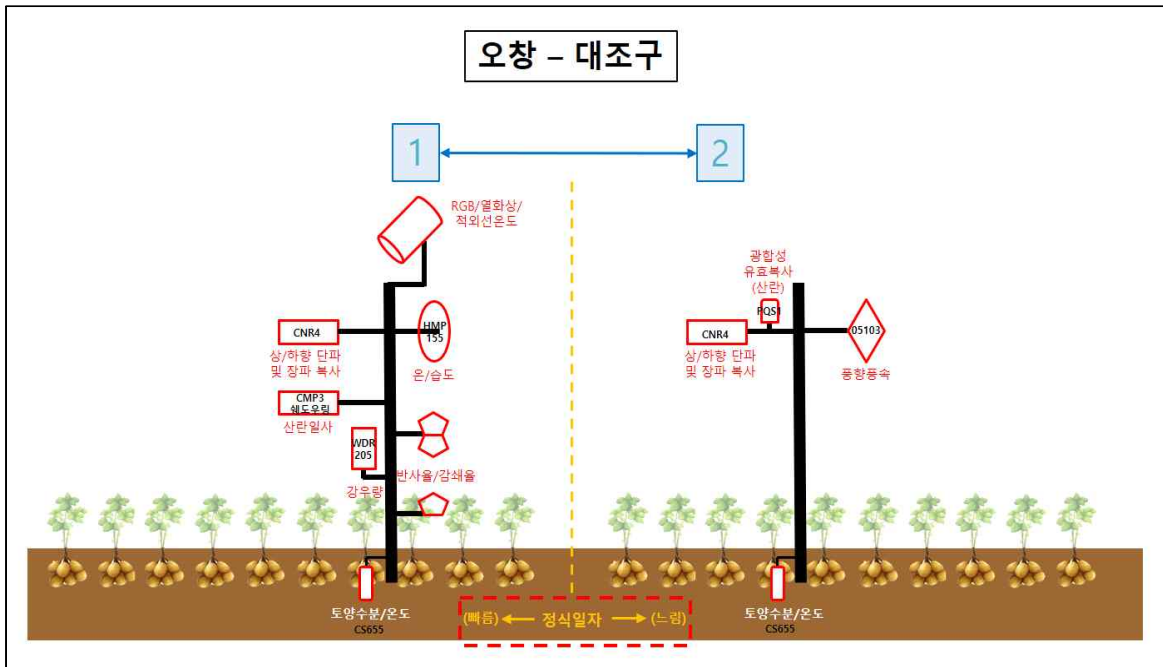 오창 – 대조구
1
2
RGB/열화상/
적외선온도
광합성
유효복사
(산란)
PQS1
CNR4
HMP
155
CNR4
05103
상/하향 단파
및 장파 복사
온/습도
상/하향 단파
및 장파 복사
풍향풍속
CMP3
쉐도우링
산란일사
WDR
205
반사율/감쇄율
강우량
토양수분/온도
CS655
(빠름)
정식일자
(느림)
토양수분/온도
CS655